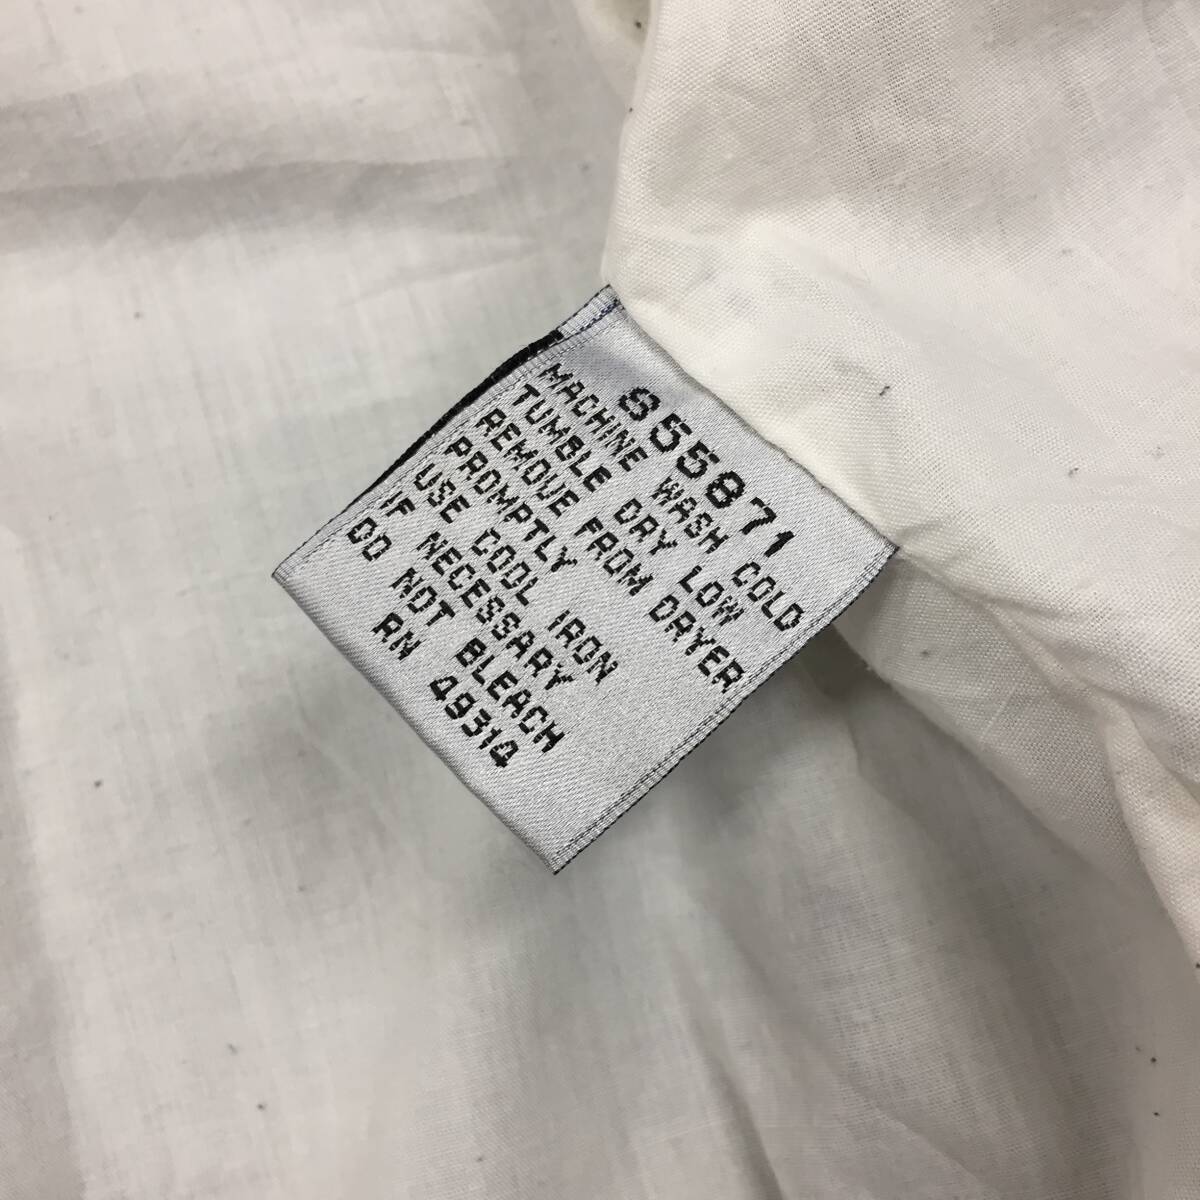 S55871
MACHINE WASH COLD
TUMBLE DRY LOW
REMOVE FROM DRYER
PROMPTLY
USE COOL IRON
IF NECESSARY
DO NOT BLEACH
RN 49314